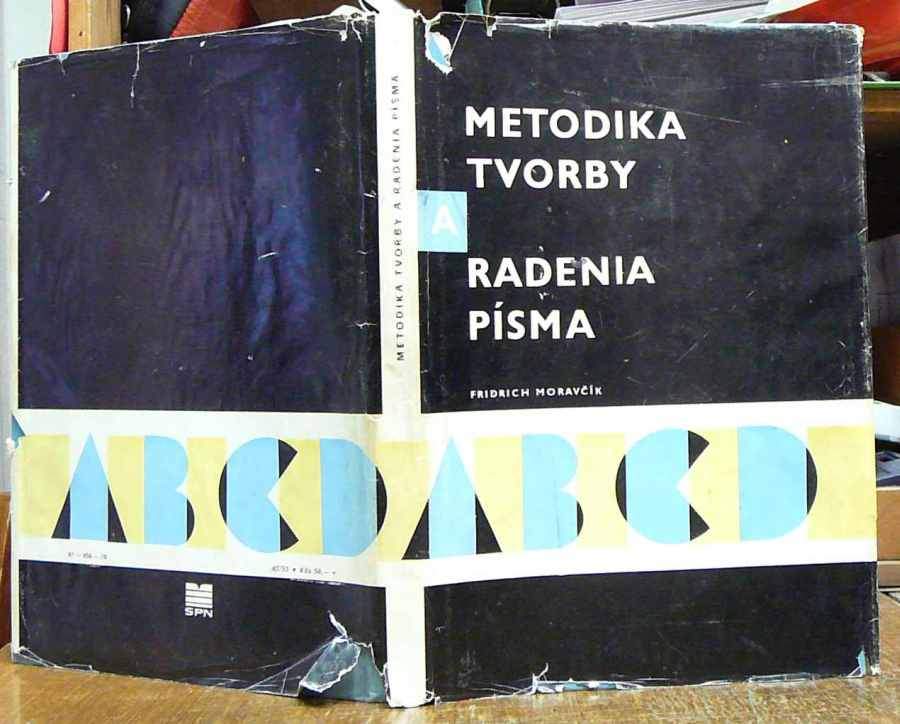 METODIKA
TVORBY
A
RADENIA
PÍSMA
FRIDRICH MORAVČÍK
ABCD
METODIKA TVORBY A RADENIA PÍSMA
ABCD
SPN